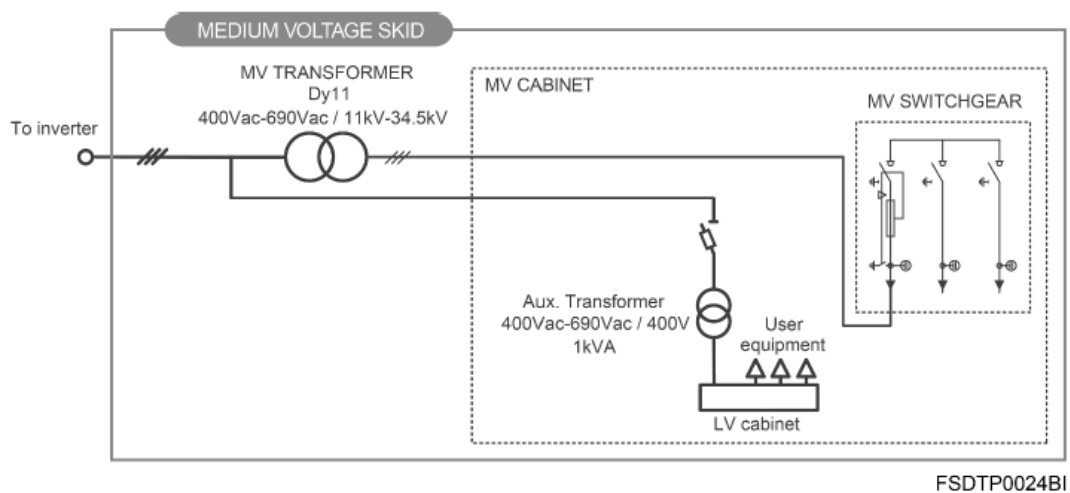 MEDIUM VOLTAGE SKID
MV TRANSFORMER
Dy11
400Vac-690Vac / 11kV-34.5kV
To inverter
MV CABINET
MV SWITCHGEAR
Aux. Transformer
400Vac-690Vac / 400V
1kVA
User
equipment
LV cabinet
FSDTP0024BI